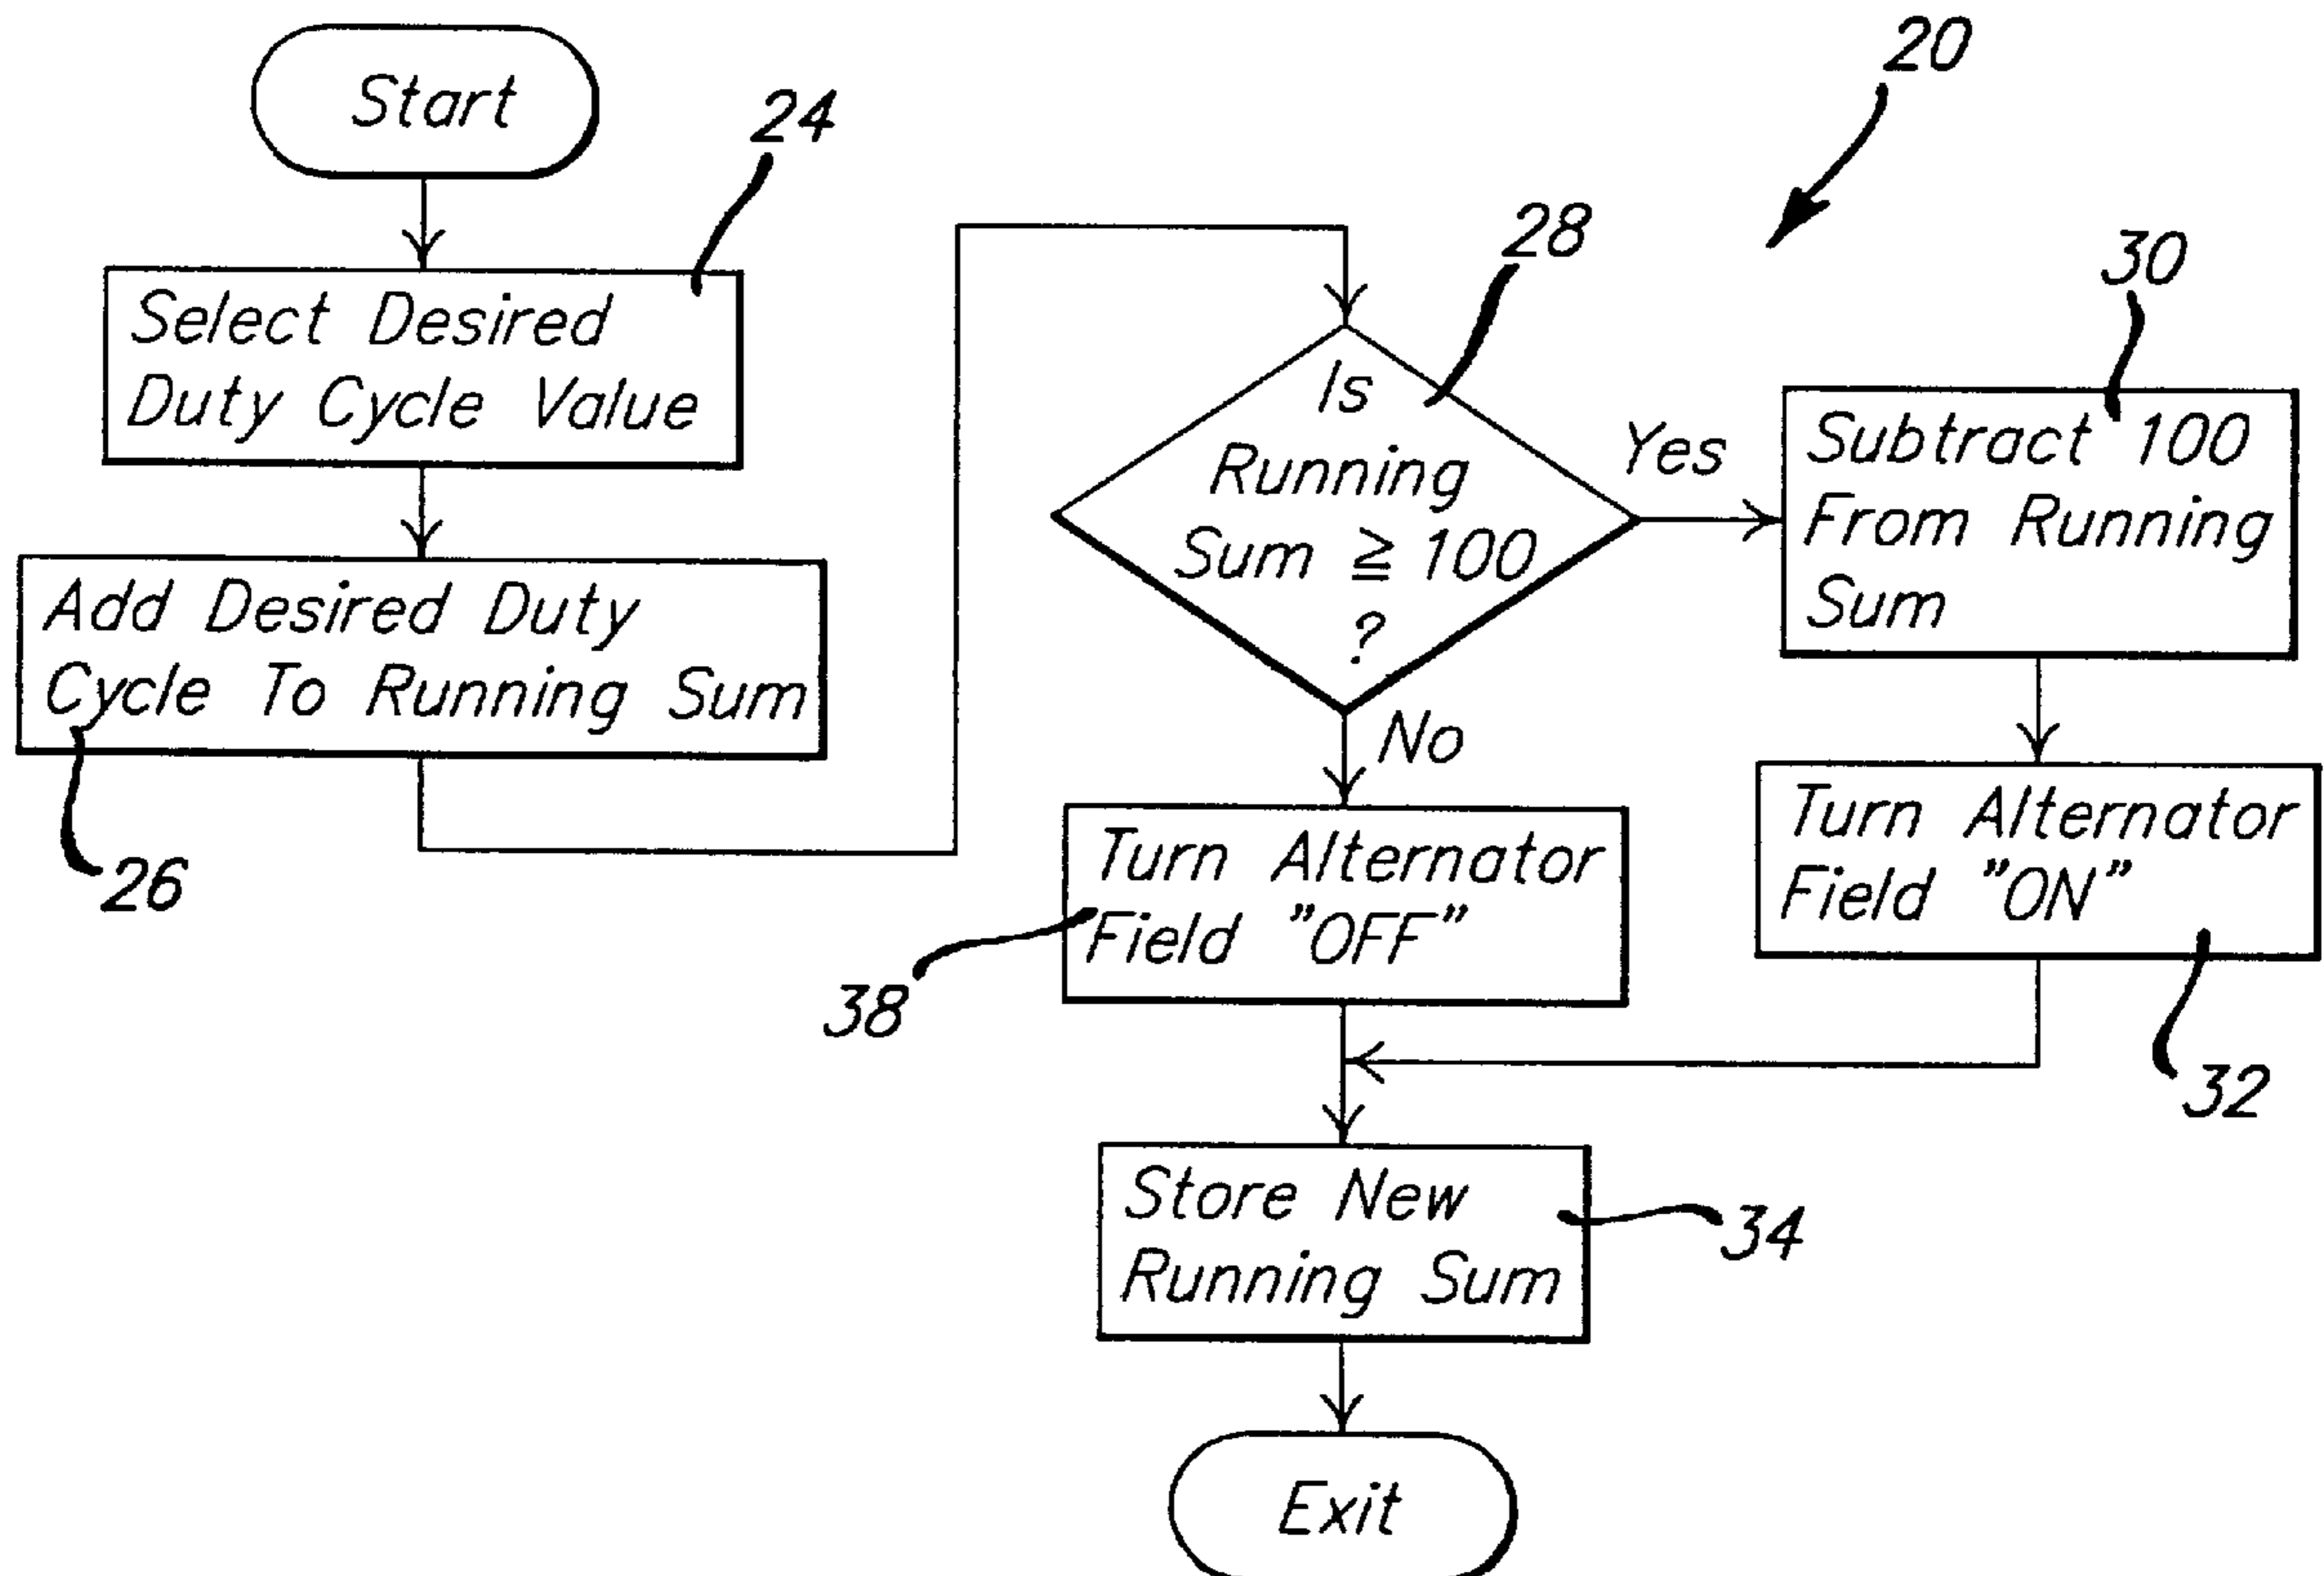 Start
24
Select Desired
Duty Cycle Value
Add Desired Duty
Cycle To Running Sum
26
20
28
Is
Running
Sum ≧ 100
?
Yes
No
30
Subtract 100
From Running
Sum
Turn Alternator
Field "ON"
32
Turn Alternator
Field "OFF"
38
Store New
Running Sum
34
Exit